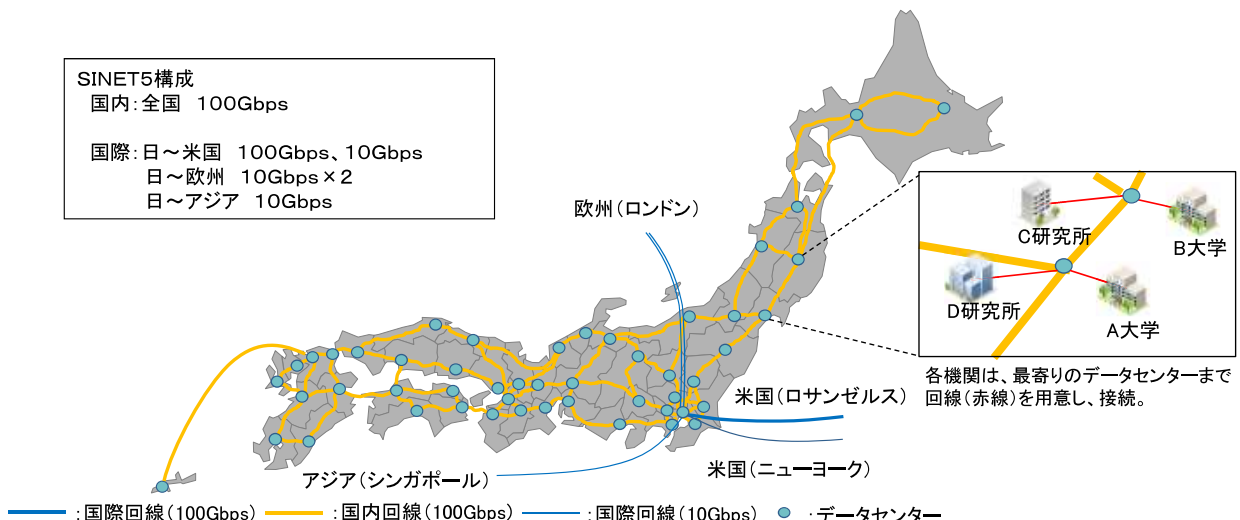 SINET5構成
国内:全国 100Gbps
国際:日~米国 100Gbps、10Gbps
日~欧州 10Gbps×2
日~アジア 10Gbps
欧州(ロンドン)
C研究所
B大学
D研究所
A大学
各機関は、最寄りのデータセンターまで
回線(赤線)を用意し、接続。
米国(ロサンゼルス)
米国(ニューヨーク)
アジア(シンガポール)
:国際回線(100Gbps)
:国内回線(100Gbps)
:国際回線(10Gbps)
:データセンター